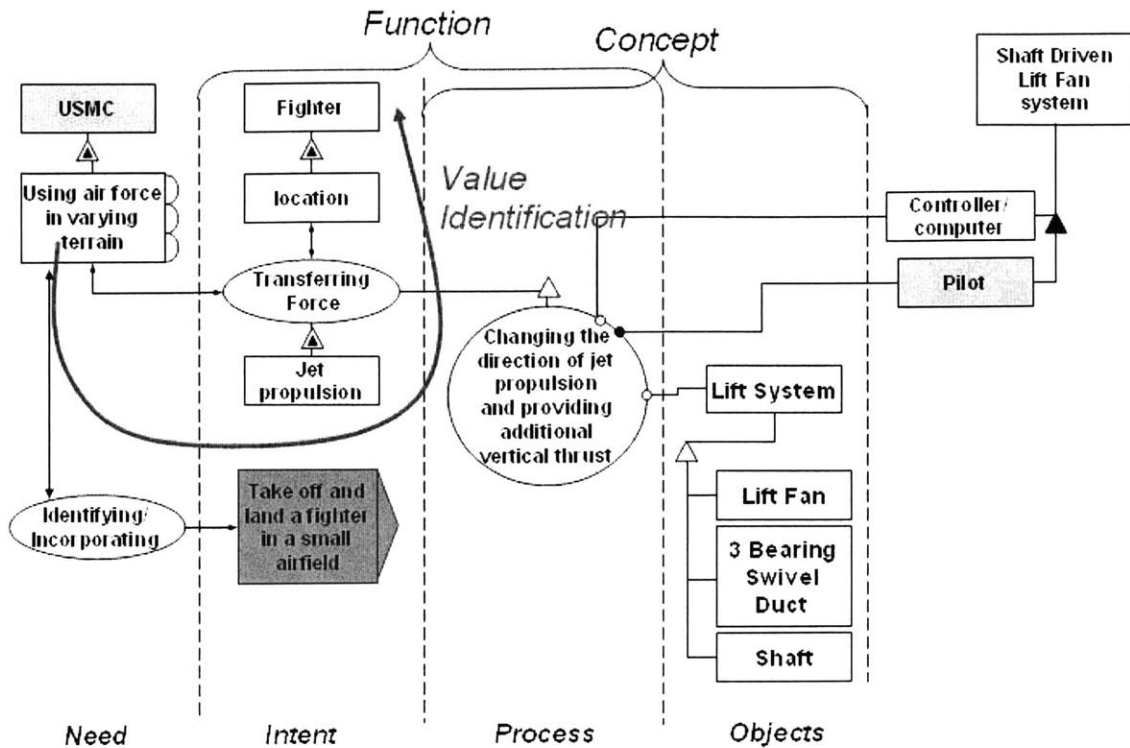 Function
Concept
Shaft Driven
Lift Fan
system
USMC
Fighter
Using air force
in varying
terrain
location
Value
Identification
Controller/
computer
Transferring
Force
Pilot
Jet
propulsion
Changing the
direction of jet
propulsion
and providing
additional
vertical thrust
Lift System
Identifying/
Incorporating
Take off and
land a fighter
in a small
airfield
Lift Fan
3 Bearing
Swivel
Duct
Shaft
Need
Intent
Process
Objects